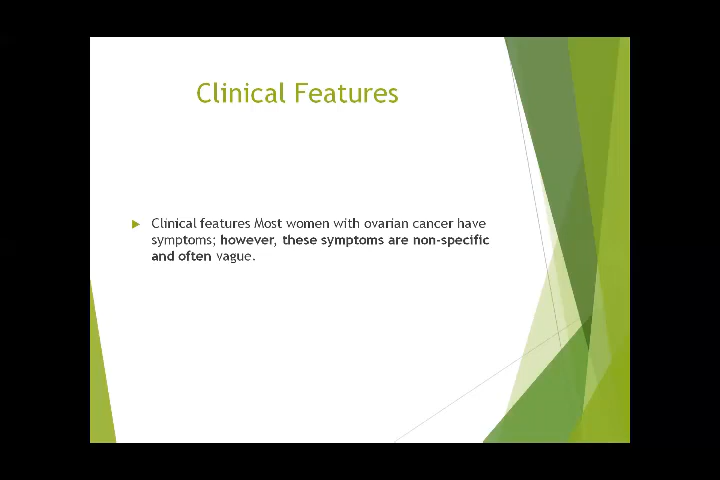 Clinical Features
Clinical features Most women with ovarian cancer have
symptoms; however, these symptoms are non-specific
and often vague.